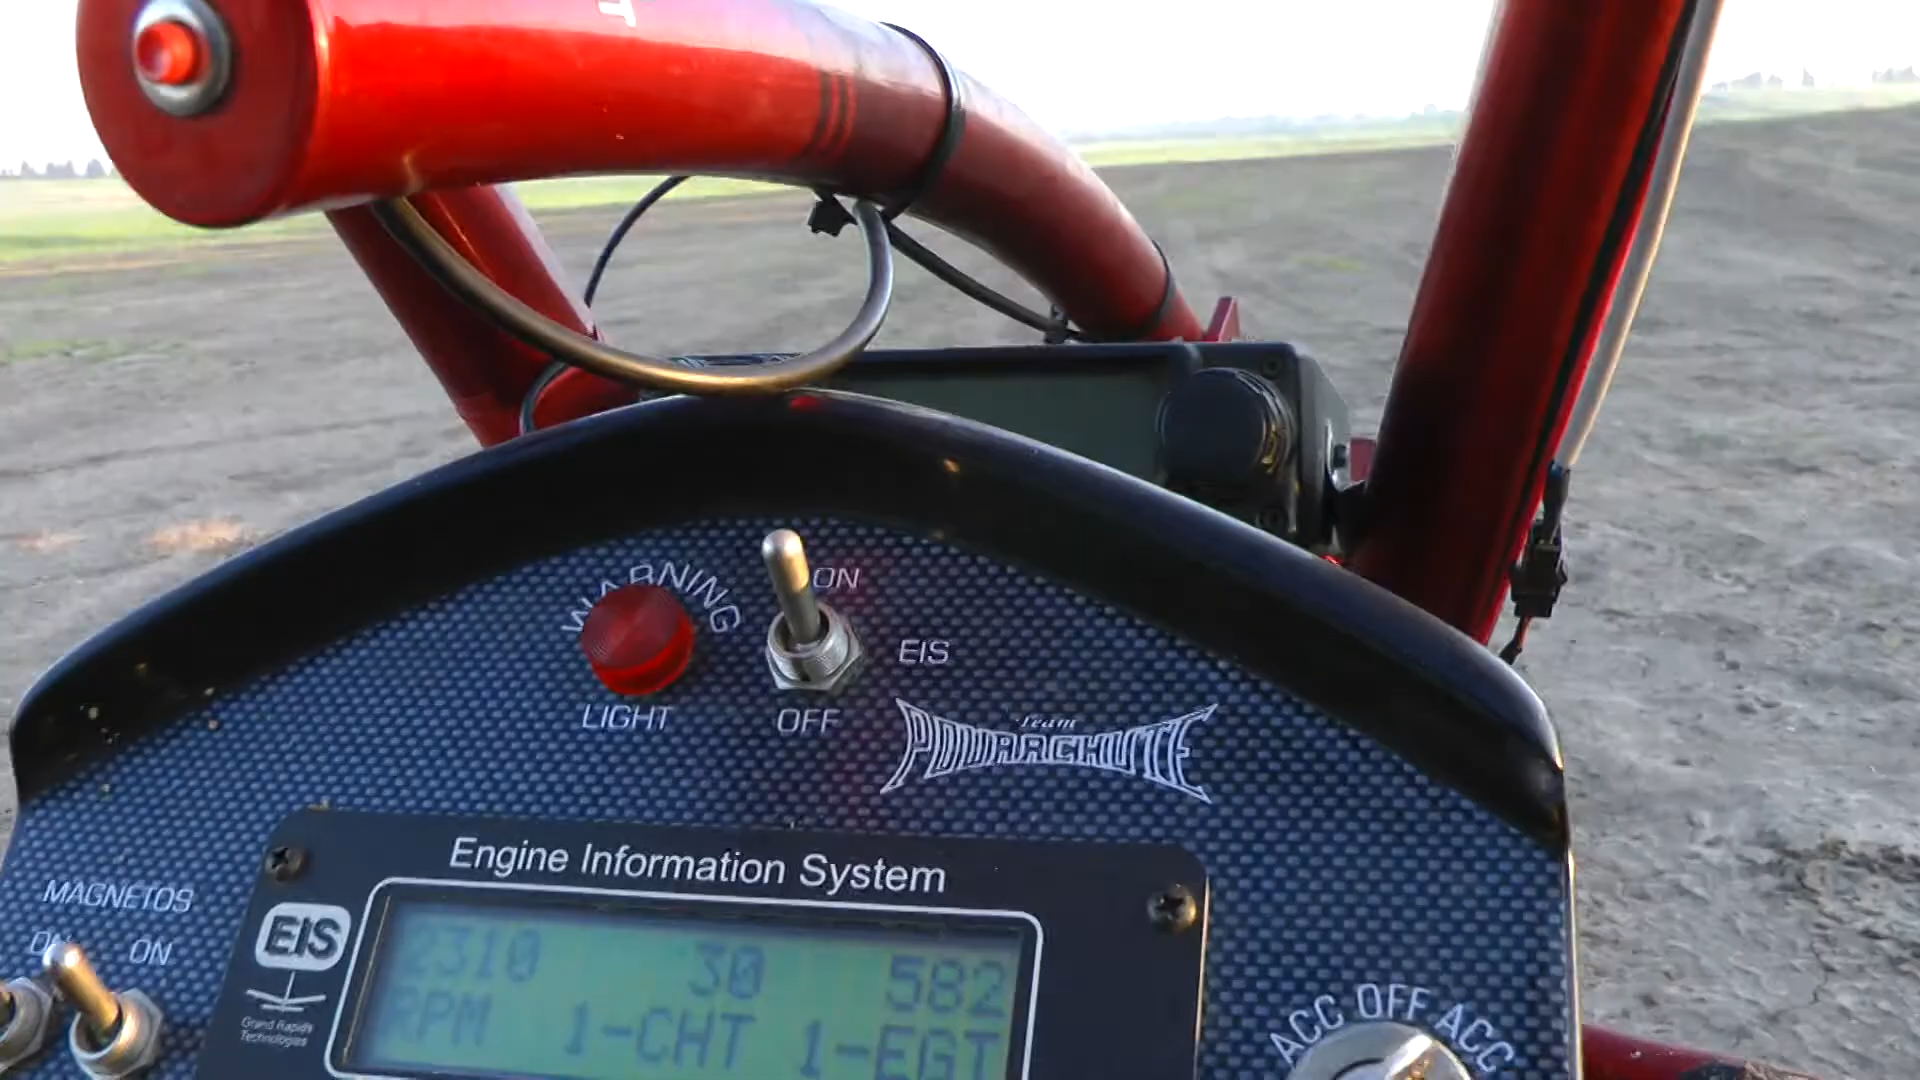 T
WARNING
ON
EIS
LIGHT
OFF
Team
POWRACHUTE
Engine Information System
MAGNETOS
ON ON
EIS
Grand Rapids
Technologies
2310 30 582
RPM 1-CHT 1-EGT
ACC OFF ACC